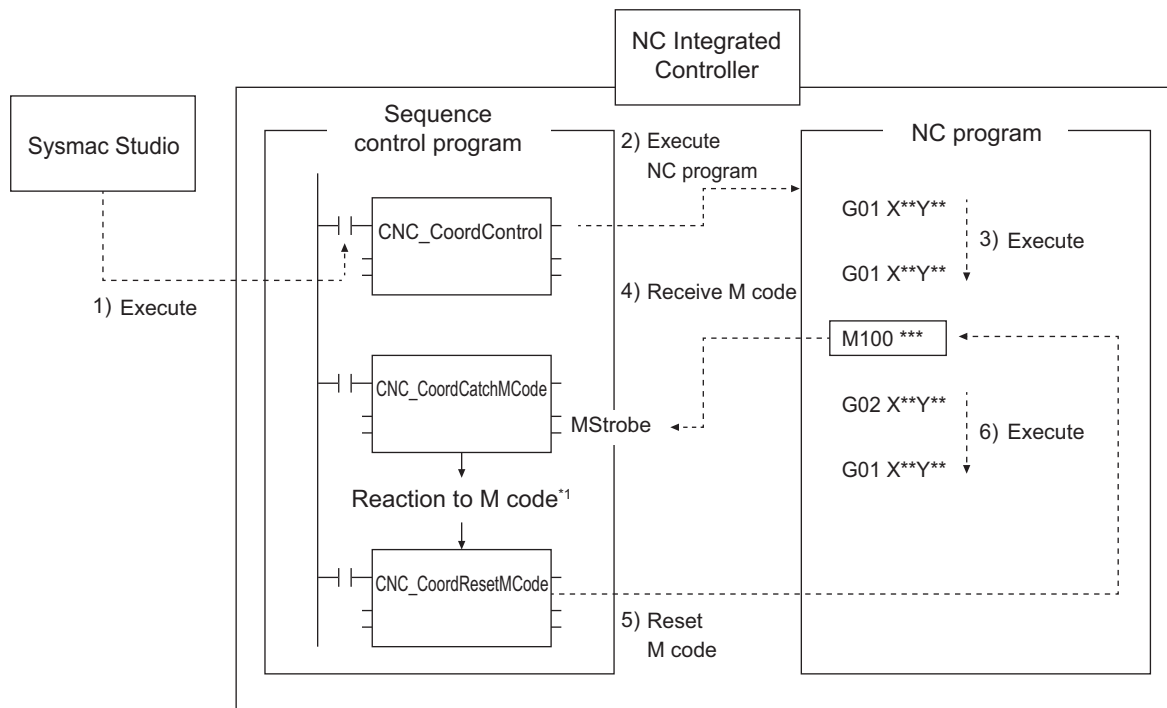 NC Integrated
Controller
Sysmac Studio
Sequence
control program
2) Execute
NC program
NC program
CNC_CoordControl
G01 X**Y**
3) Execute
G01 X**Y**
1) Execute
4) Receive M code
M100 ***
CNC_CoordCatchMCode
MStrobe
G02 X**Y**
6) Execute
G01 X**Y**
Reaction to M code*1
CNC_CoordResetMCode
5) Reset
M code